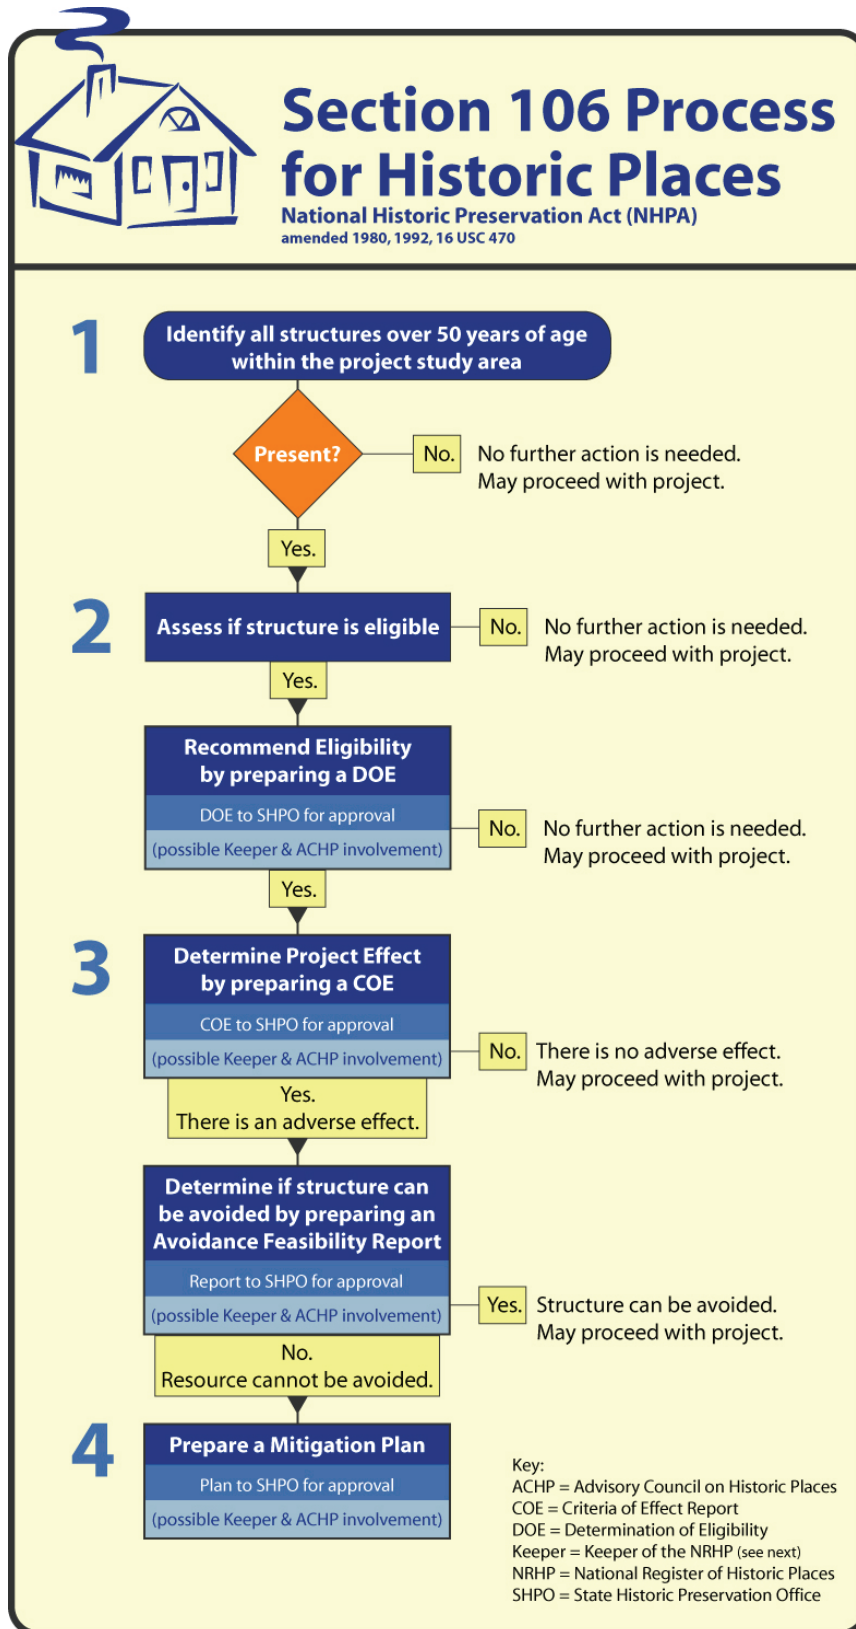 Section 106 Process
for Historic Places
National Historic Preservation Act (NHPA)
amended 1980, 1992, 16 USC 470
1
Identify all structures over 50 years of age
within the project study area
Present?
No.
No further action is needed.
May proceed with project.
Yes.
2
Assess if structure is eligible
No.
No further action is needed.
May proceed with project.
Yes.
Recommend Eligibility
by preparing a DOE
DOE to SHPO for approval
(possible Keeper & ACHP involvement)
No.
No further action is needed.
May proceed with project.
Yes.
3
Determine Project Effect
by preparing a COE
COE to SHPO for approval
(possible Keeper & ACHP involvement)
No.
There is no adverse effect.
May proceed with project.
Yes.
There is an adverse effect.
Determine if structure can
be avoided by preparing an
Avoidance Feasibility Report
Report to SHPO for approval
(possible Keeper & ACHP involvement)
Yes.
Structure can be avoided.
May proceed with project.
No.
Resource cannot be avoided.
4
Prepare a Mitigation Plan
Plan to SHPO for approval
(possible Keeper & ACHP involvement)
Key:
ACHP = Advisory Council on Historic Places
COE = Criteria of Effect Report
DOE = Determination of Eligibility
Keeper = Keeper of the NRHP (see next)
NRHP = National Register of Historic Places
SHPO = State Historic Preservation Office